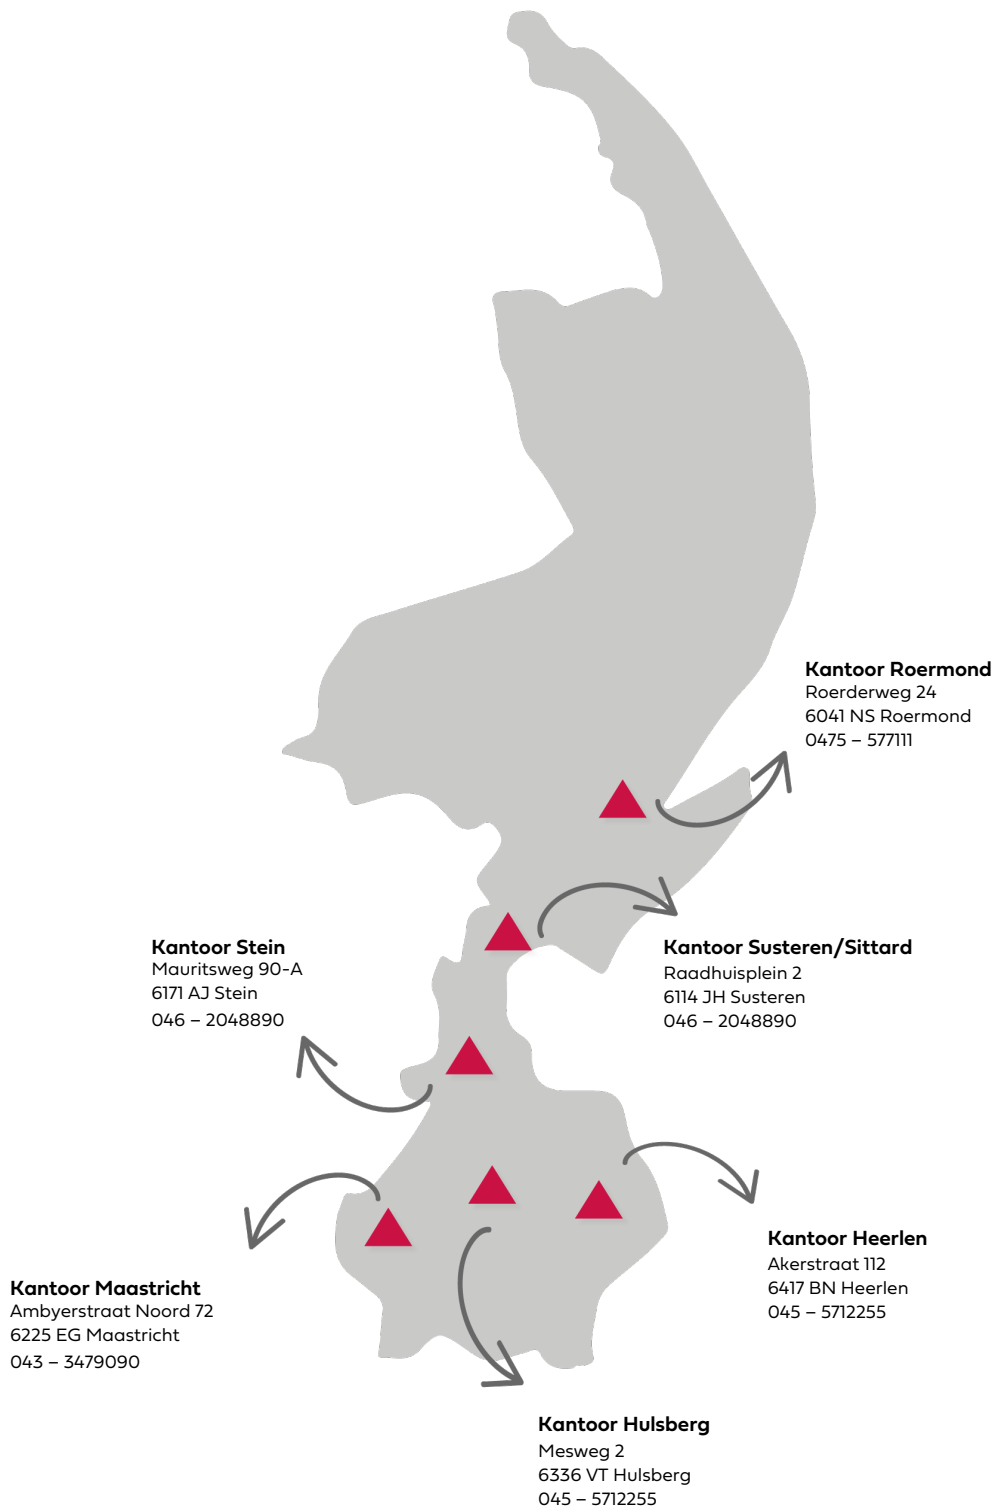 Kantoor Roermond
Roerderweg 24
6041 NS Roermond
0475 – 577111
Kantoor Stein
Mauritsweg 90-A
6171 AJ Stein
046 – 2048890
Kantoor Susteren/Sittard
Raadhuisplein 2
6114 JH Susteren
046 – 2048890
Kantoor Heerlen
Akerstraat 112
6417 BN Heerlen
045 – 5712255
Kantoor Maastricht
Ambyerstraat Noord 72
6225 EG Maastricht
043 – 3479090
Kantoor Hulsberg
Mesweg 2
6336 VT Hulsberg
045 – 5712255